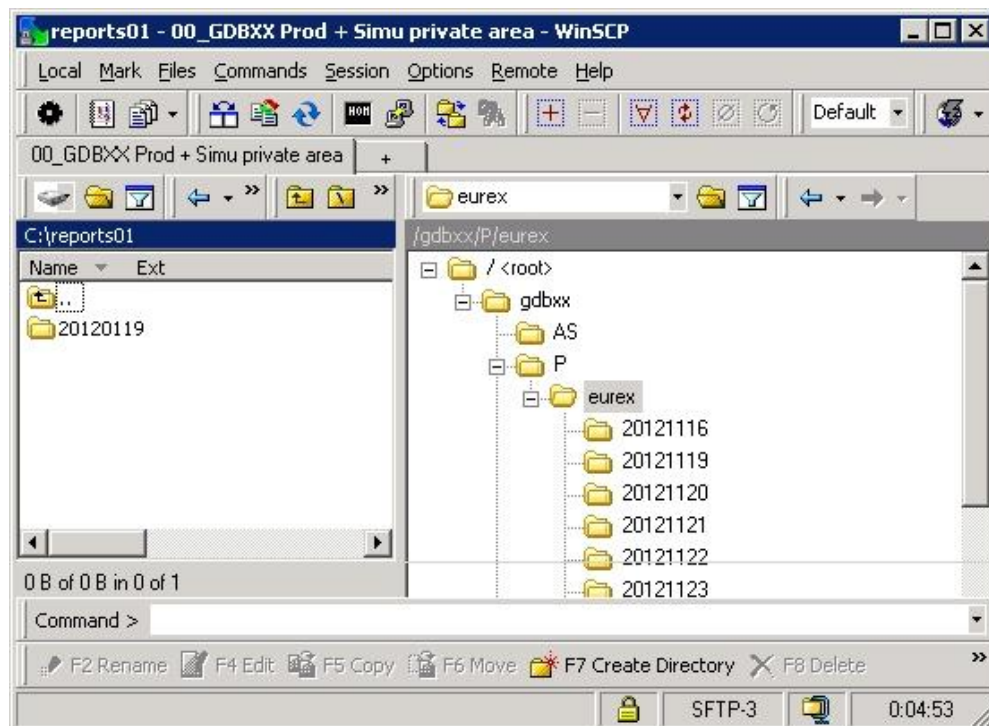 reports01 - 00_GDBXX Prod + Simu private area - WinSCP
Local Mark Files Commands Session Options Remote Help
Default
00_GDBXX Prod + Simu private area +
eurex
C:\reports01
/gdbxx/P/eurex
Name Ext
/ <root>
..
gdbxx
20120119
AS
P
eurex
20121116
20121119
20121120
20121121
20121122
20121123
0 B of 0 B in 0 of 1
Command >
F2 Rename F4 Edit F5 Copy F6 Move F7 Create Directory F8 Delete »
SFTP-3 0:04:53